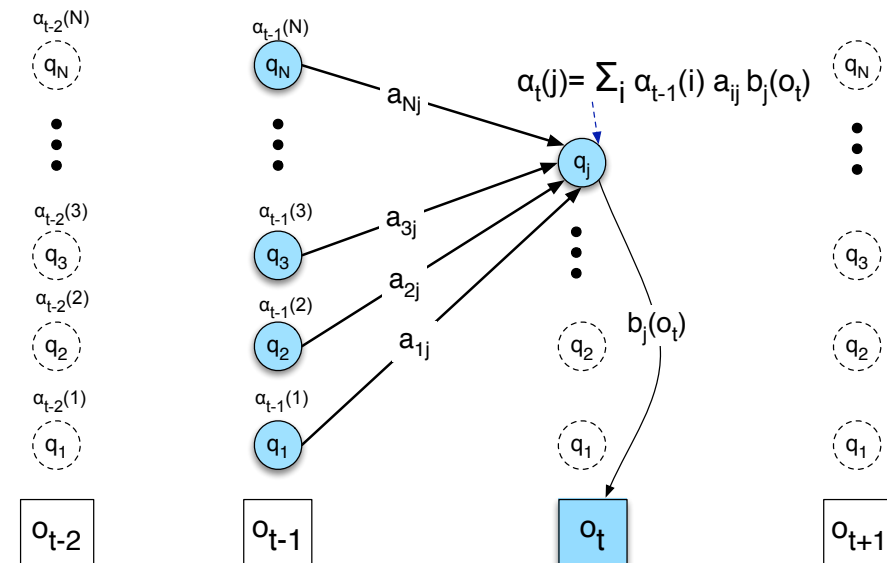 αt-2(N)
αt-1(N)
qN
qN
αt(j)= Σi αt-1(i) aij bj(ot)
qN
aNj
qj
αt-2(3)
αt-1(3)
a3j
q3
q3
q3
a2j
αt-2(2)
αt-1(2)
bj(ot)
q2
q2
a1j
q2
q2
αt-2(1)
αt-1(1)
q1
q1
q1
q1
ot-2
ot-1
ot
ot+1